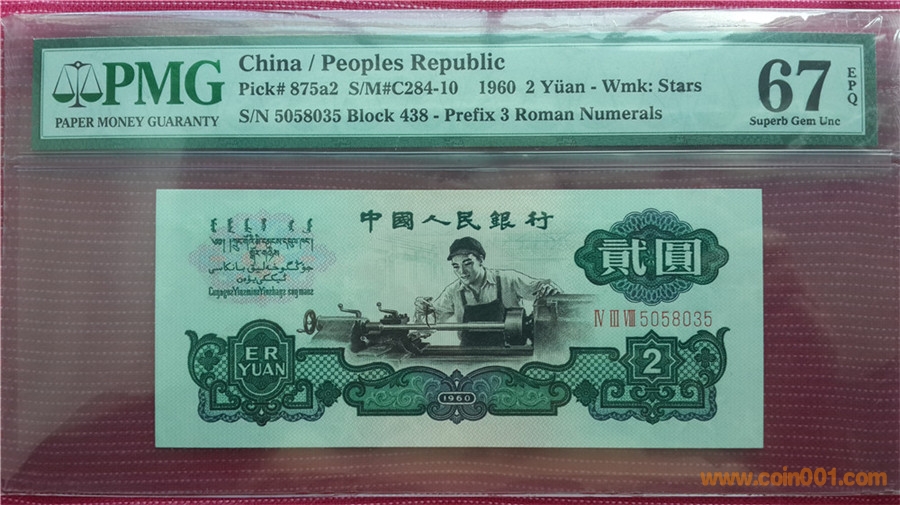 PMG
PAPER MONEY GUARANTY
China / Peoples Republic
Pick# 875a2 S/M#C284-10 1960 2 Yüan - Wmk: Stars
S/N 5058035 Block 438 - Prefix 3 Roman Numerals
67
EPQ
Superb Gem Unc
中國人民銀行
貳圓
IV III VIII 5058035
ER
YUAN
1960
2
www.coin001.com